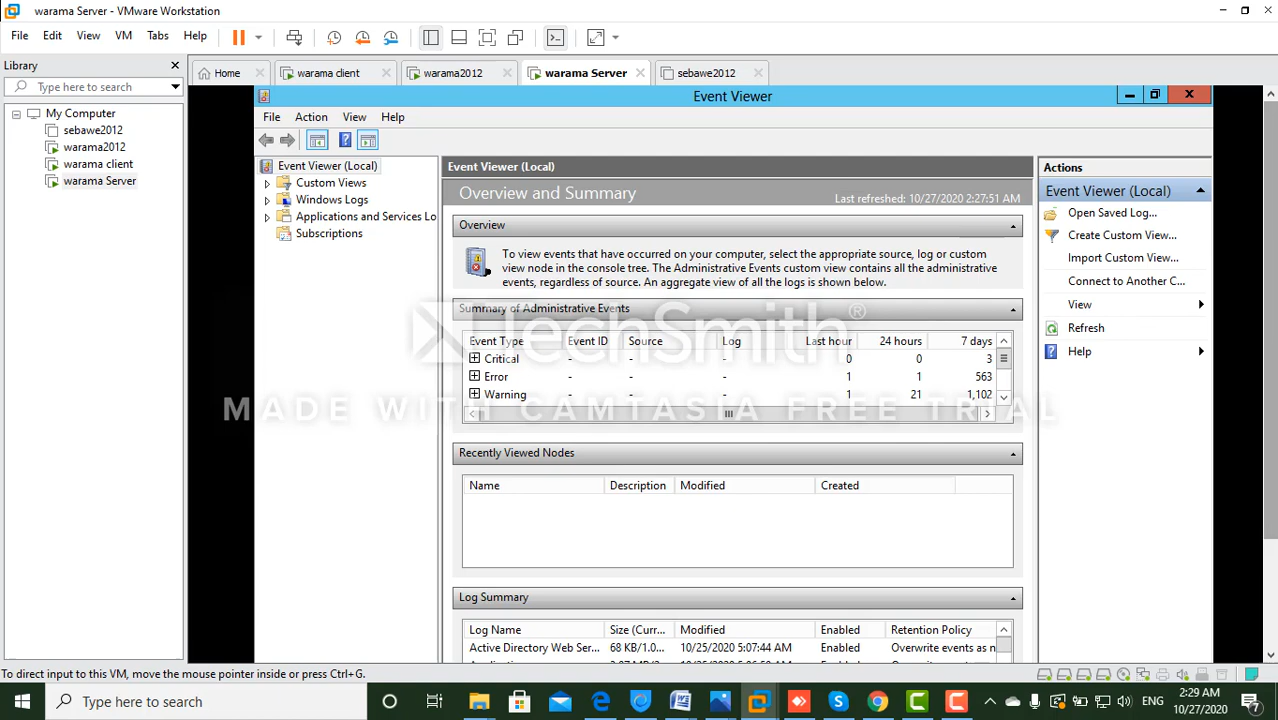 warama Server - VMware Workstation
File Edit View VM Tabs Help
Library
Type here to search
My Computer
sebawe2012
warama2012
warama client
warama Server
Home
warama client
warama2012
warama Server
sebawe2012
Event Viewer
File Action View Help
Event Viewer (Local)
Custom Views
Windows Logs
Applications and Services Lo
Subscriptions
Event Viewer (Local)
Overview and Summary
Last refreshed: 10/27/2020 2:27:51 AM
Overview
To view events that have occurred on your computer, select the appropriate source, log or custom
view node in the console tree. The Administrative Events custom view contains all the administrative
events, regardless of source. An aggregate view of all the logs is shown below.
Summary of Administrative Events
Event Type Event ID Source Log Last hour 24 hours 7 days
Critical - - - 0 0 3
Error - - - 1 1 563
Warning - - - 1 21 1,102
Recently Viewed Nodes
Name Description Modified Created
Log Summary
Log Name Size (Curr... Modified Enabled Retention Policy
Active Directory Web Ser... 68 KB/1.0... 10/25/2020 5:07:44 AM Enabled Overwrite events as n
Actions
Event Viewer (Local)
Open Saved Log...
Create Custom View...
Import Custom View...
Connect to Another C...
View
Refresh
Help
TechSmith®
MADE WITH CAMTASIA FREE TRIAL
To direct input to this VM, move the mouse pointer inside or press Ctrl+G.
Type here to search
ENG
2:29 AM
10/27/2020
7